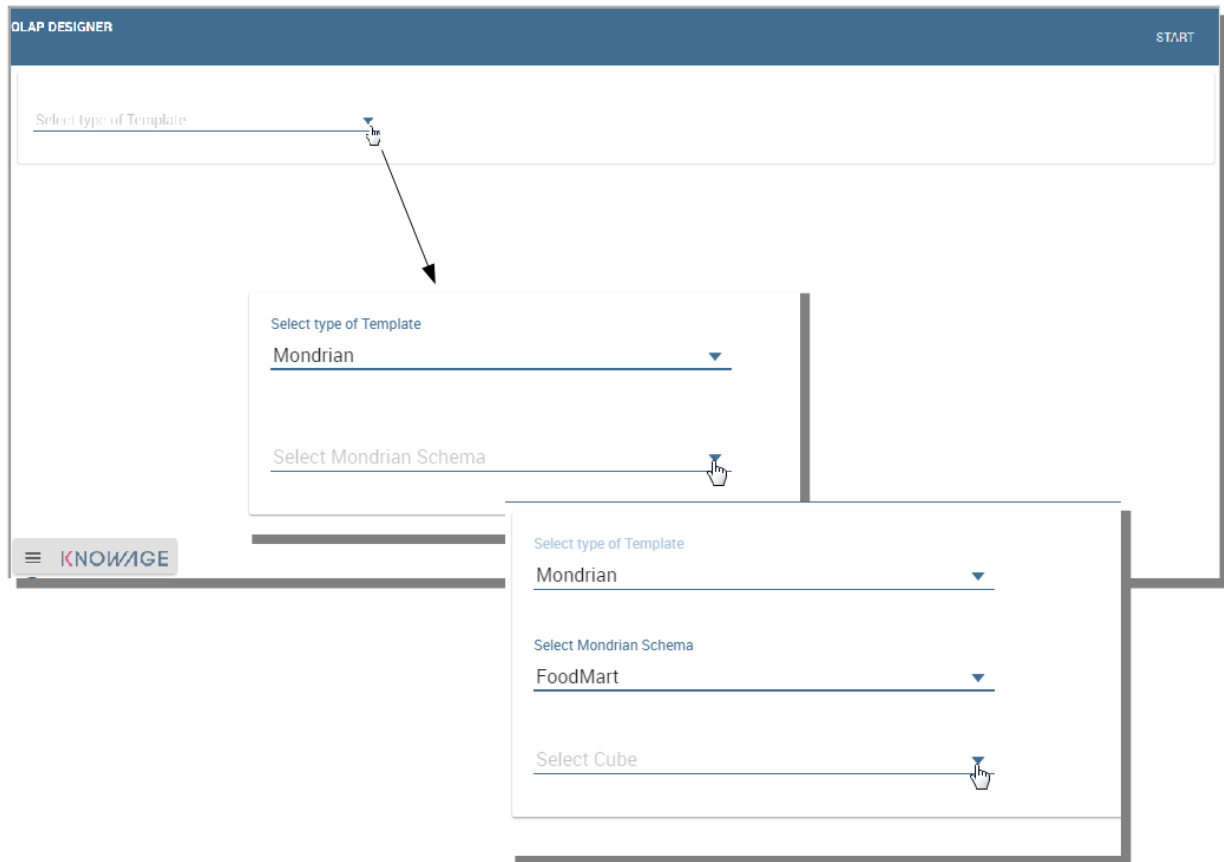 OLAP DESIGNER
START
Select type of Template
Select type of Template
Mondrian
Select Mondrian Schema
Select type of Template
Mondrian
Select Mondrian Schema
FoodMart
Select Cube
KNOWAGE